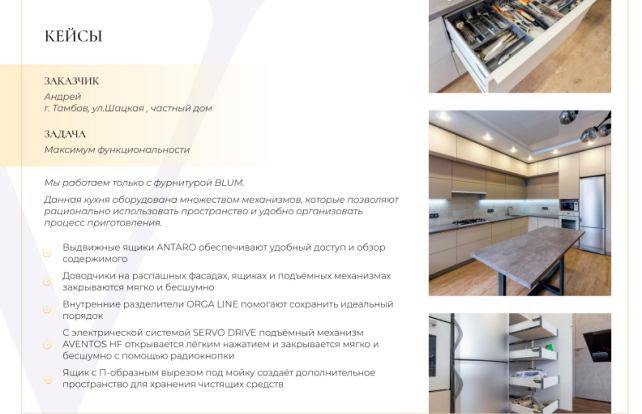 КЕЙСЫ
ЗАКАЗЧИК
Андрей
г. Тамбов, ул.Шацкая , частный дом
ЗАДАЧА
Максимум функциональности
Мы работаем только с фурнитурой BLUM.
Данная кухня оборудована множеством механизмов, которые позволяют
рационально использовать пространство и удобно организовать
процесс приготовления.
Выдвижные ящики ANTARO обеспечивают удобный доступ и обзор
содержимого
Доводчики на распашных фасадах, ящиках и подъёмных механизмах
закрываются мягко и бесшумно
Внутренние разделители ORGA LINE помогают сохранить идеальный
порядок
С электрической системой SERVO DRIVE подъёмный механизм
AVENTOS HF открывается лёгким нажатием и закрывается мягко и
бесшумно с помощью радиокнопки
Ящик с П-образным вырезом под мойку создаёт дополнительное
пространство для хранения чистящих средств